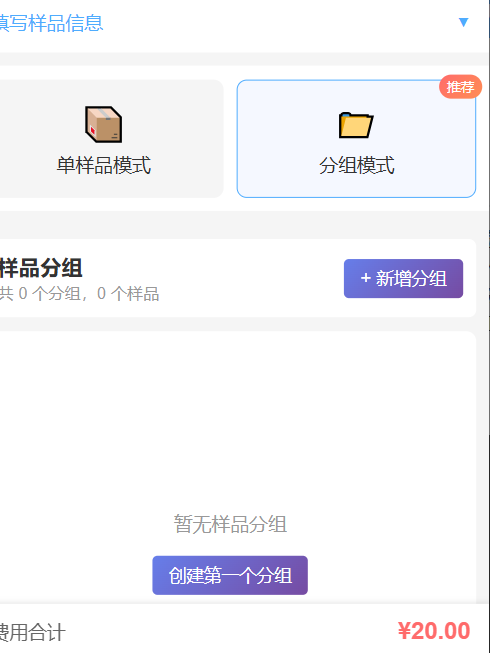 填写样品信息 ▼
推荐
单样品模式 分组模式
样品分组
共 0 个分组，0 个样品
+ 新增分组
暂无样品分组
创建第一个分组
费用合计 ¥20.00